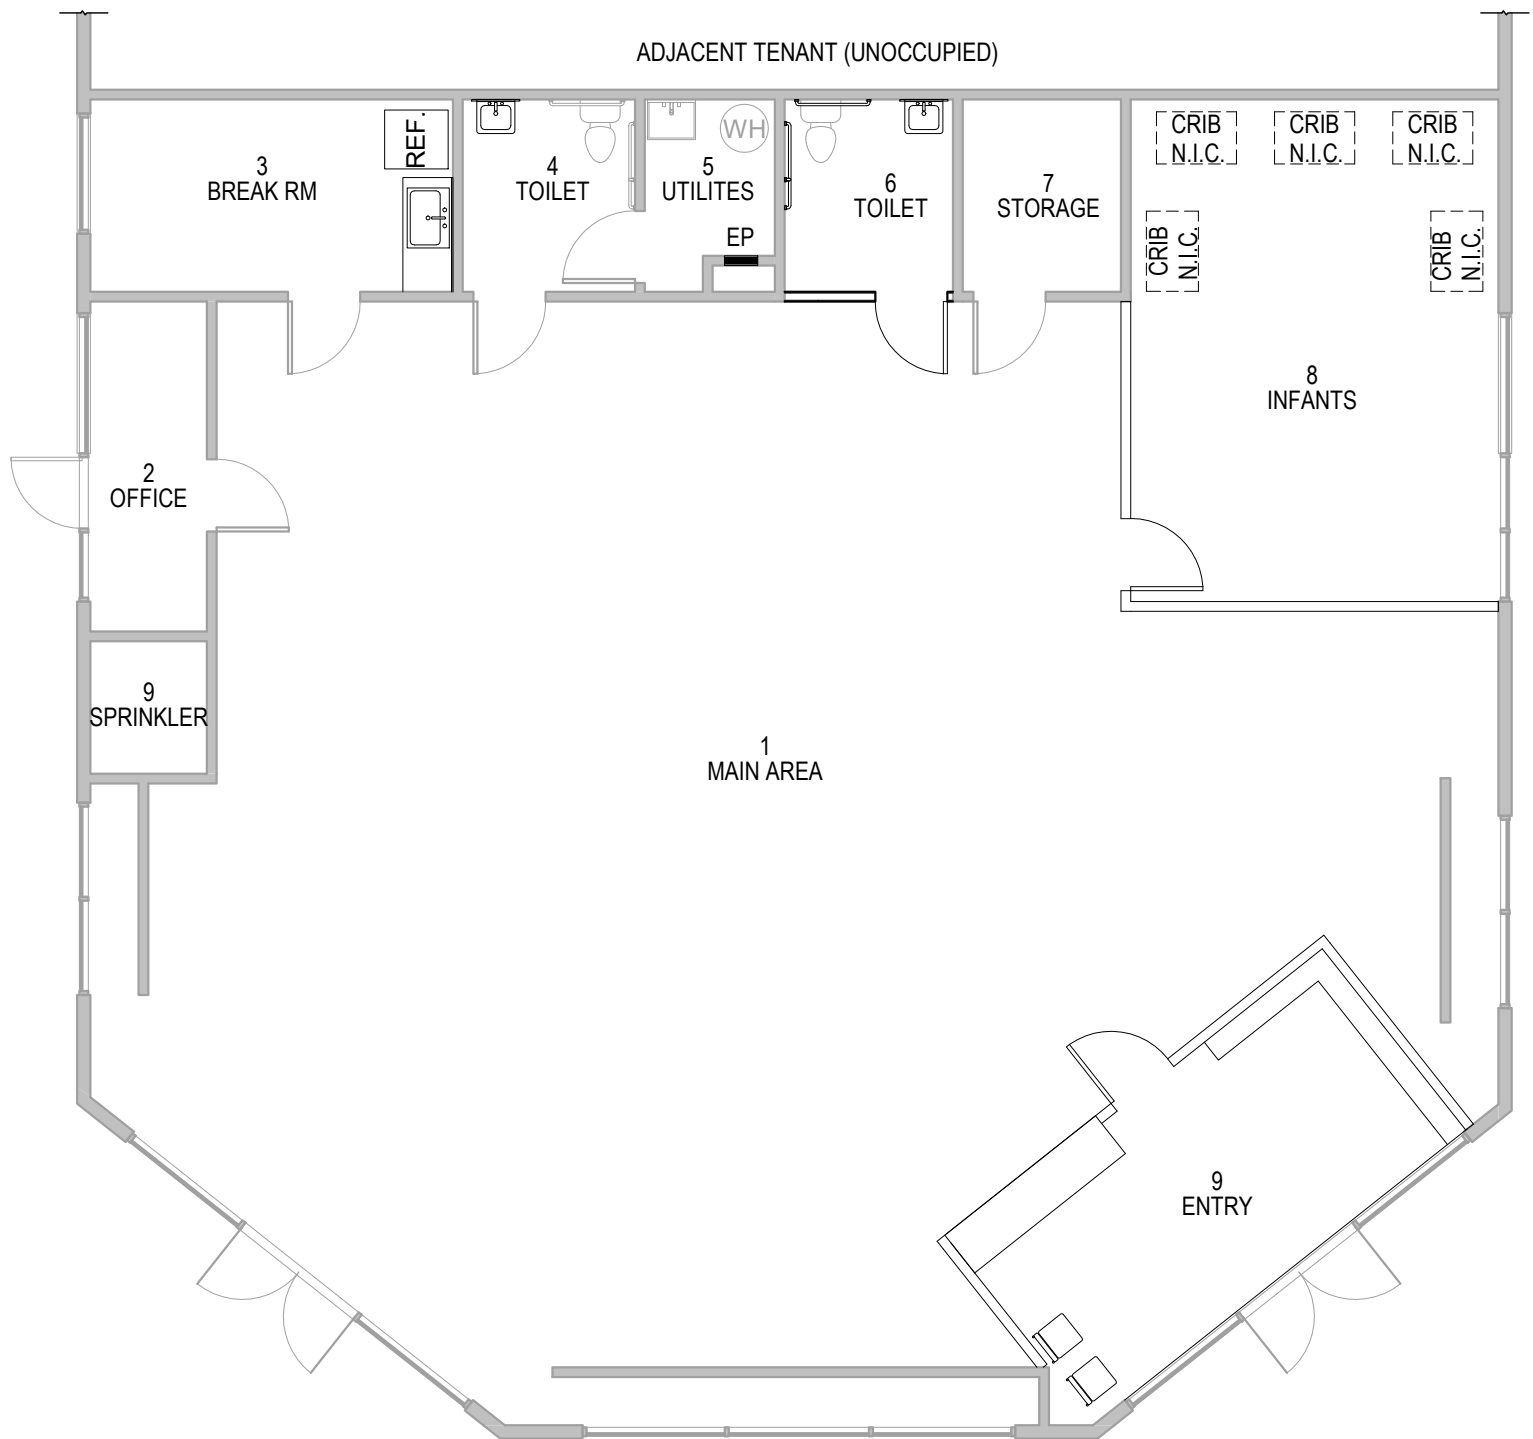 ADJACENT TENANT (UNOCCUPIED)
3
BREAK RM
REF.
4
TOILET
5
UTILITES
WH
EP
6
TOILET
7
STORAGE
CRIB
N.I.C.
CRIB
N.I.C.
CRIB
N.I.C.
CRIB
N.I.C.
CRIB
N.I.C.
8
INFANTS
2
OFFICE
9
SPRINKLER
1
MAIN AREA
9
ENTRY